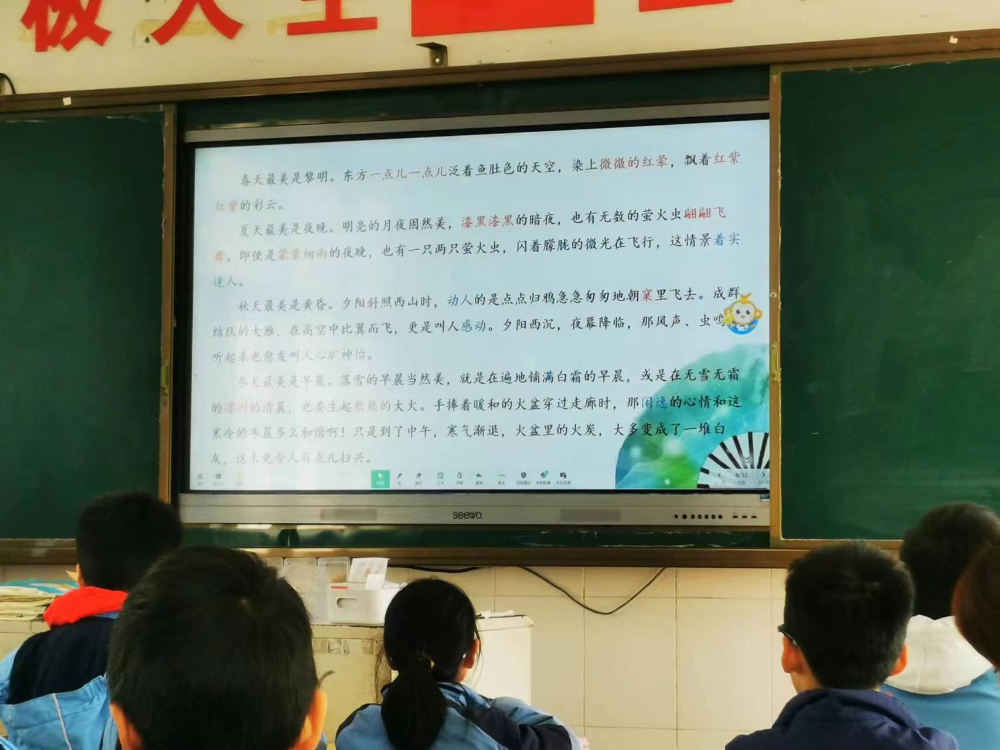 极人生
春天最美是黎明。东方一点儿一点儿泛着鱼肚色的天空，染上微微的红晕，飘着红紫
红紫的彩云。
夏天最美是夜晚。明亮的月夜固然美，漆黑漆黑的暗夜，也有无数的萤火虫翩翩飞
舞。即使是蒙蒙细雨的夜晚，也有一只两只萤火虫，闪着朦胧的微光在飞行，这情景着实
迷人。
秋天最美是黄昏。夕阳斜照西山时，动人的是点点归鸦急急匆匆地朝窠里飞去。成群
结队的大雁，在高空中比翼而飞，更是叫人感动。夕阳西沉，夜幕降临，那风声、虫鸣
听起来也愈发叫人心旷神怡。
冬天最美是早晨。落雪的早晨当然美，就是在遍地铺满白霜的早晨，或是在无雪无霜
的凛冽的清晨，也要生起熊熊的大火。手捧着暖和的火盆穿过走廊时，那闲逸的心情和这
寒冷的冬晨多么和谐啊！只是到了中午，寒气渐退，火盆里的火炭，大多变成了一堆白
灰，这未免令人有点儿扫兴。
8/12
seewo